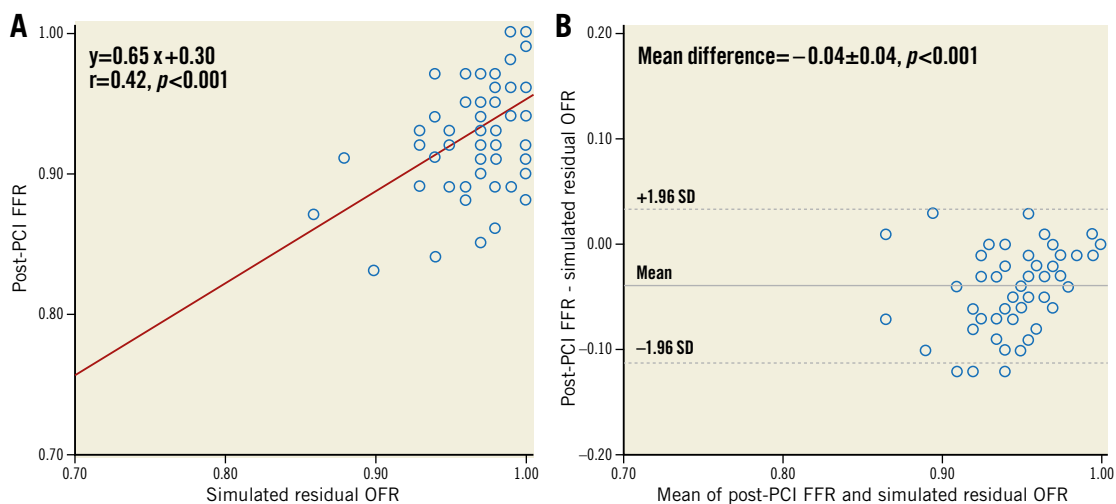 A
y=0.65 x+0.30
r=0.42, p<0.001
Post-PCI FFR
1.00
0.90
0.80
0.70
0.70
0.80
0.90
1.00
Simulated residual OFR
B
Mean difference=−0.04±0.04, p<0.001
Post-PCI FFR - simulated residual OFR
0.20
0.10
0.00
−0.10
−0.20
+1.96 SD
Mean
−1.96 SD
0.70
0.80
0.90
1.00
Mean of post-PCI FFR and simulated residual OFR